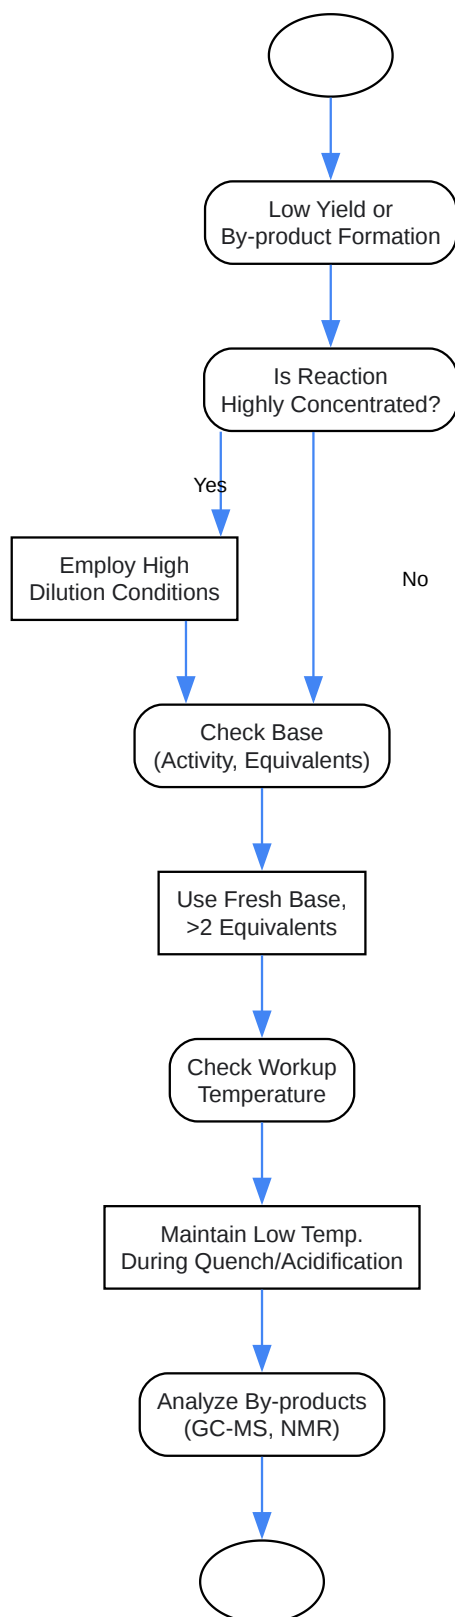 Low Yield or
By-product Formation
Is Reaction
Highly Concentrated?
Yes
Employ High
Dilution Conditions
No
Check Base
(Activity, Equivalents)
Use Fresh Base,
>2 Equivalents
Check Workup
Temperature
Maintain Low Temp.
During Quench/Acidification
Analyze By-products
(GC-MS, NMR)